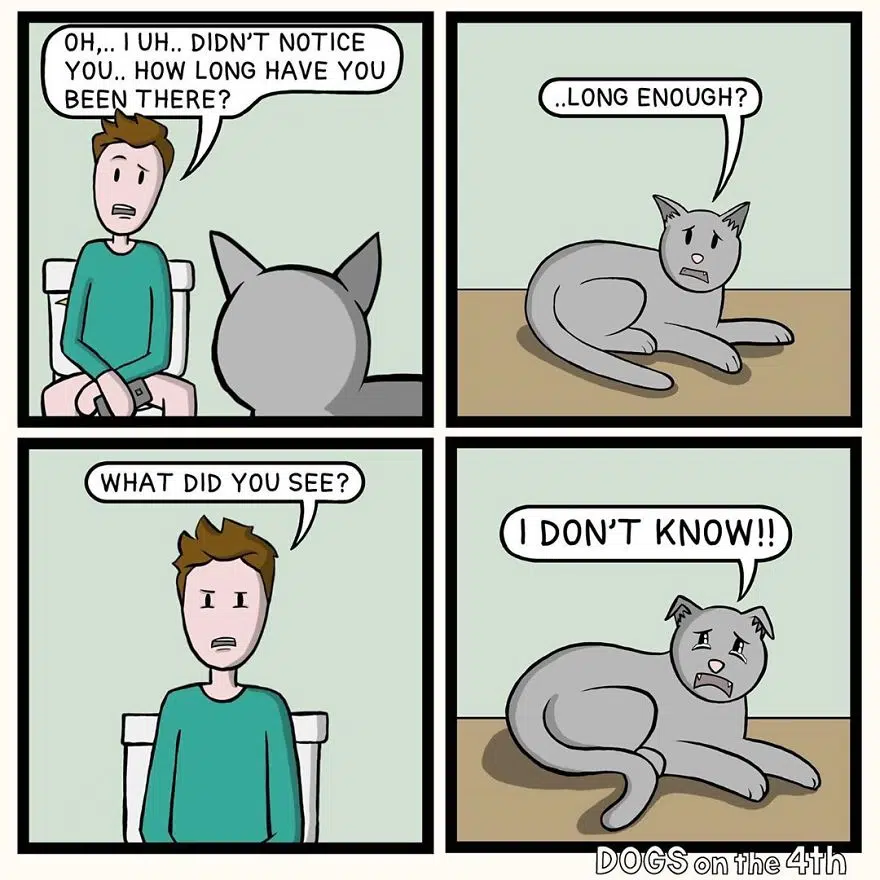 OH,.. I UH.. DIDN'T NOTICE
YOU.. HOW LONG HAVE YOU
BEEN THERE?
..LONG ENOUGH?
WHAT DID YOU SEE?
I DON'T KNOW!!
DOGS on the 4th